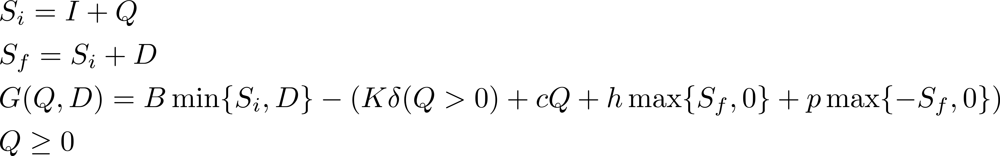 S_i = I + Q
S_f = S_i + D
G(Q, D) = B min{S_i, D} − (Kδ(Q > 0) + cQ + h max{S_f, 0} + p max{−S_f, 0})
Q ≥ 0